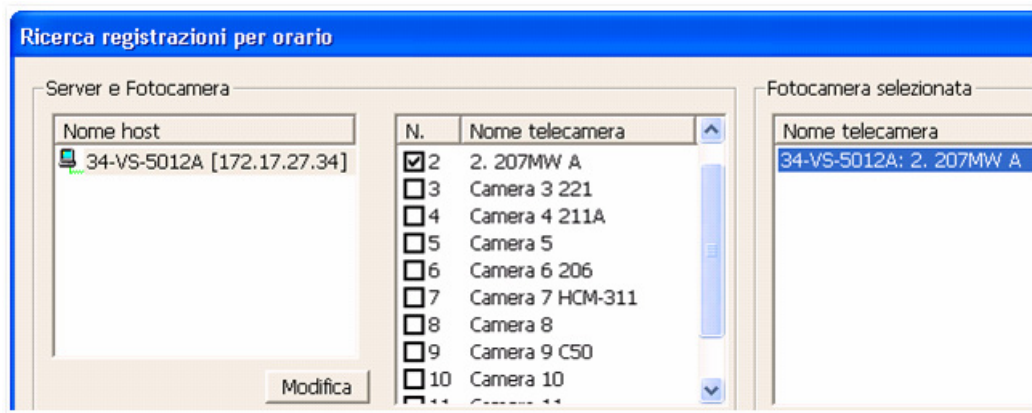 Ricerca registrazioni per orario
Server e Fotocamera
Nome host
34-VS-5012A [172.17.27.34]
Modifica
N. Nome telecamera
2 2. 207MW A
3 Camera 3 221
4 Camera 4 211A
5 Camera 5
6 Camera 6 206
7 Camera 7 HCM-311
8 Camera 8
9 Camera 9 C50
10 Camera 10
Fotocamera selezionata
Nome telecamera
34-VS-5012A: 2. 207MW A